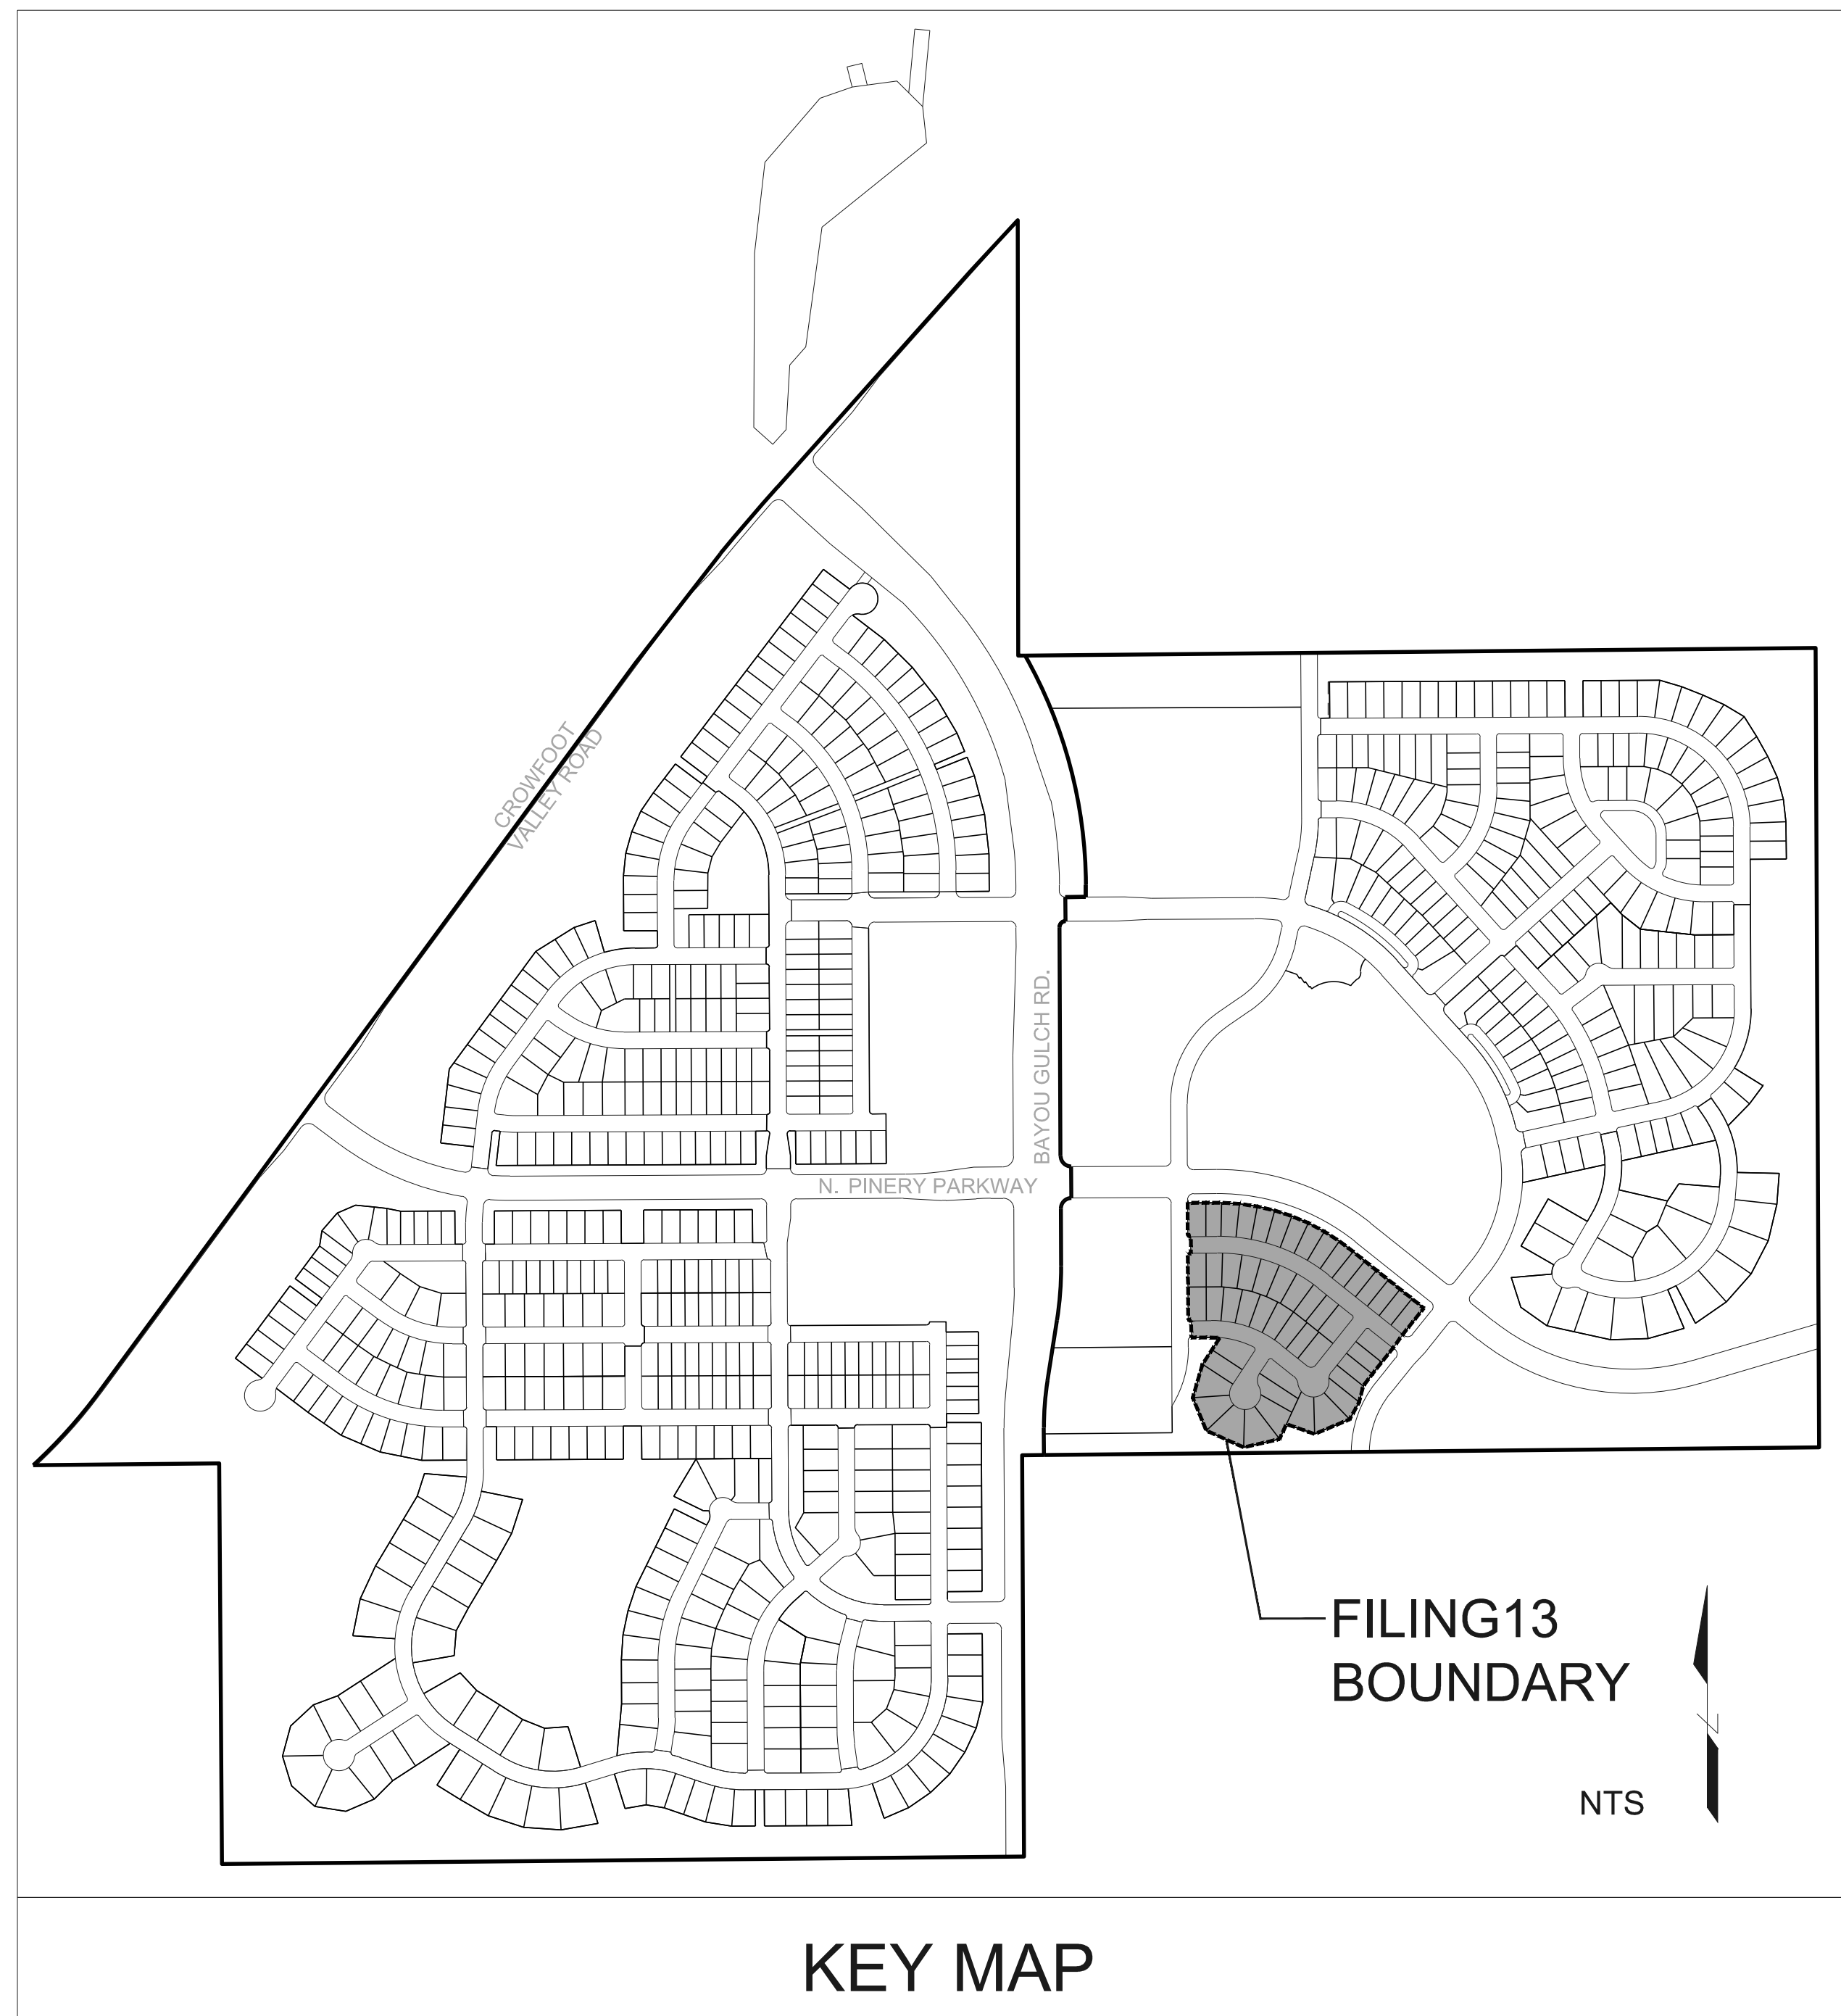 CROWFOOT
VALLEY ROAD
BAYOU GULCH RD.
N. PINERY PARKWAY
FILING13
BOUNDARY
NTS
KEY MAP